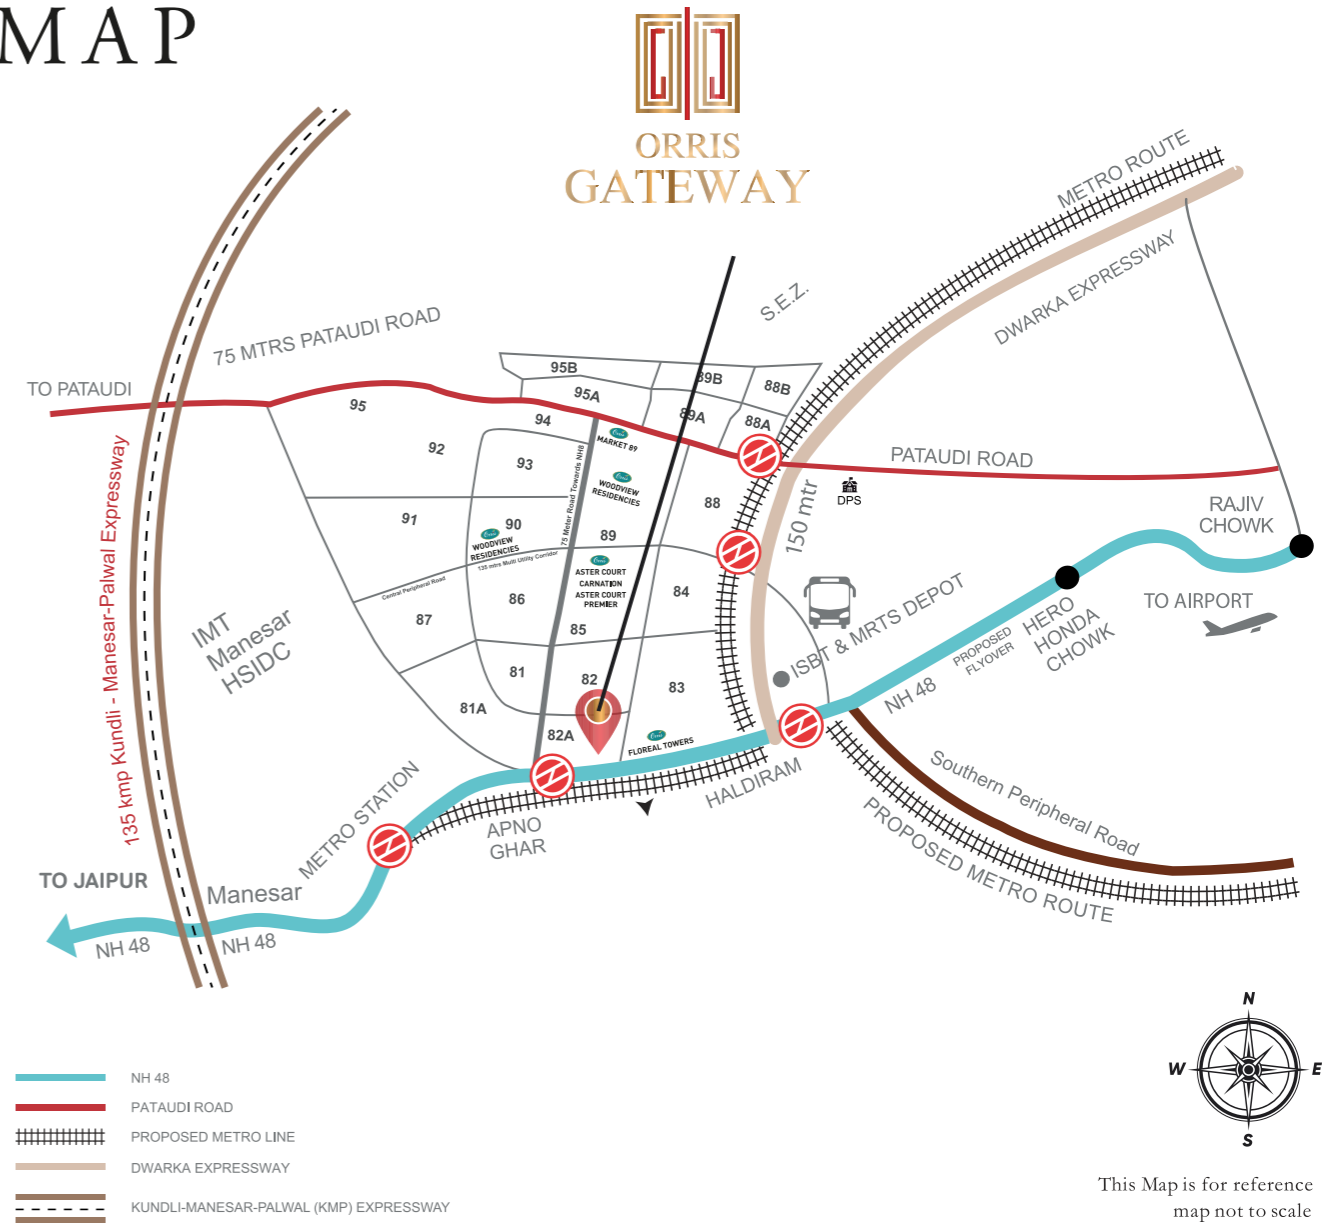 MAP
ORRIS
GATEWAY
METRO ROUTE
DWARKA EXPRESSWAY
S.E.Z.
75 MTRS PATAUDI ROAD
TO PATAUDI
95B
89B
88B
95A
89A
88A
95
94
MARKET 89
92
93
WOODVIEW
RESIDENCIES
88
PATAUDI ROAD
DPS
150 mtr
RAJIV
CHOWK
91
90
WOODVIEW
RESIDENCIES
75 Meter Road Towards NH8
89
135 mtrs Multi Utility Corridor
Central Peripheral Road
ASTER COURT
CARNATION
ASTER COURT
PREMIER
86
84
87
85
135 kmp Kundli - Manesar-Palwal Expressway
IMT
Manesar
HSIDC
ISBT & MRTS DEPOT
PROPOSED
FLYOVER
HERO
HONDA
CHOWK
TO AIRPORT
81
82
83
81A
82A
FLOREAL TOWERS
NH 48
HALDIRAM
Southern Peripheral Road
PROPOSED METRO ROUTE
METRO STATION
APNO
GHAR
TO JAIPUR
Manesar
NH 48
NH 48
N
W
E
S
NH 48
PATAUDI ROAD
PROPOSED METRO LINE
DWARKA EXPRESSWAY
KUNDLI-MANESAR-PALWAL (KMP) EXPRESSWAY
This Map is for reference
map not to scale